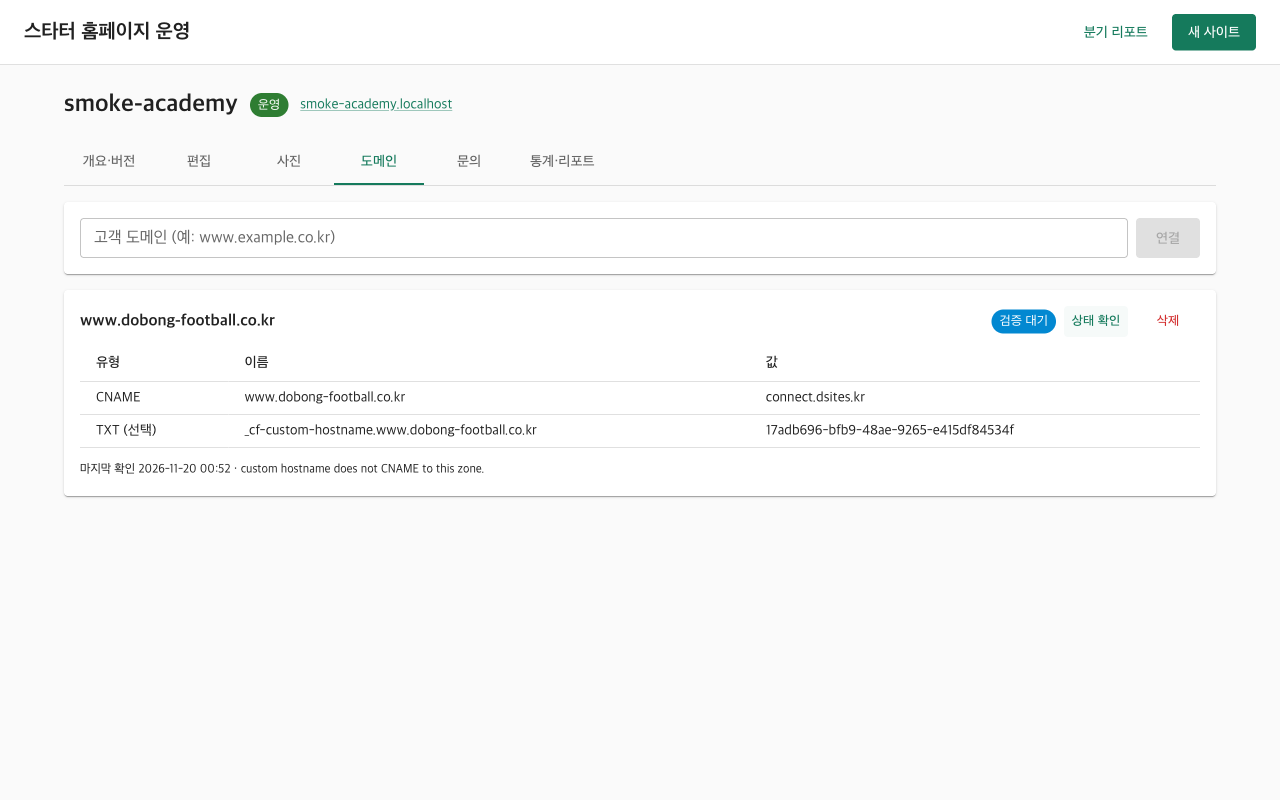 스타터 홈페이지 운영
분기 리포트
새 사이트
smoke-academy
운영
smoke-academy.localhost
개요·버전
편집
사진
도메인
문의
통계·리포트
고객 도메인 (예: www.example.co.kr)
연결
www.dobong-football.co.kr
검증 대기
상태 확인
삭제
유형 이름 값
CNAME www.dobong-football.co.kr connect.dsites.kr
TXT (선택) _cf-custom-hostname.www.dobong-football.co.kr 17adb696-bfb9-48ae-9265-e415df84534f
마지막 확인 2026-11-20 00:52 · custom hostname does not CNAME to this zone.